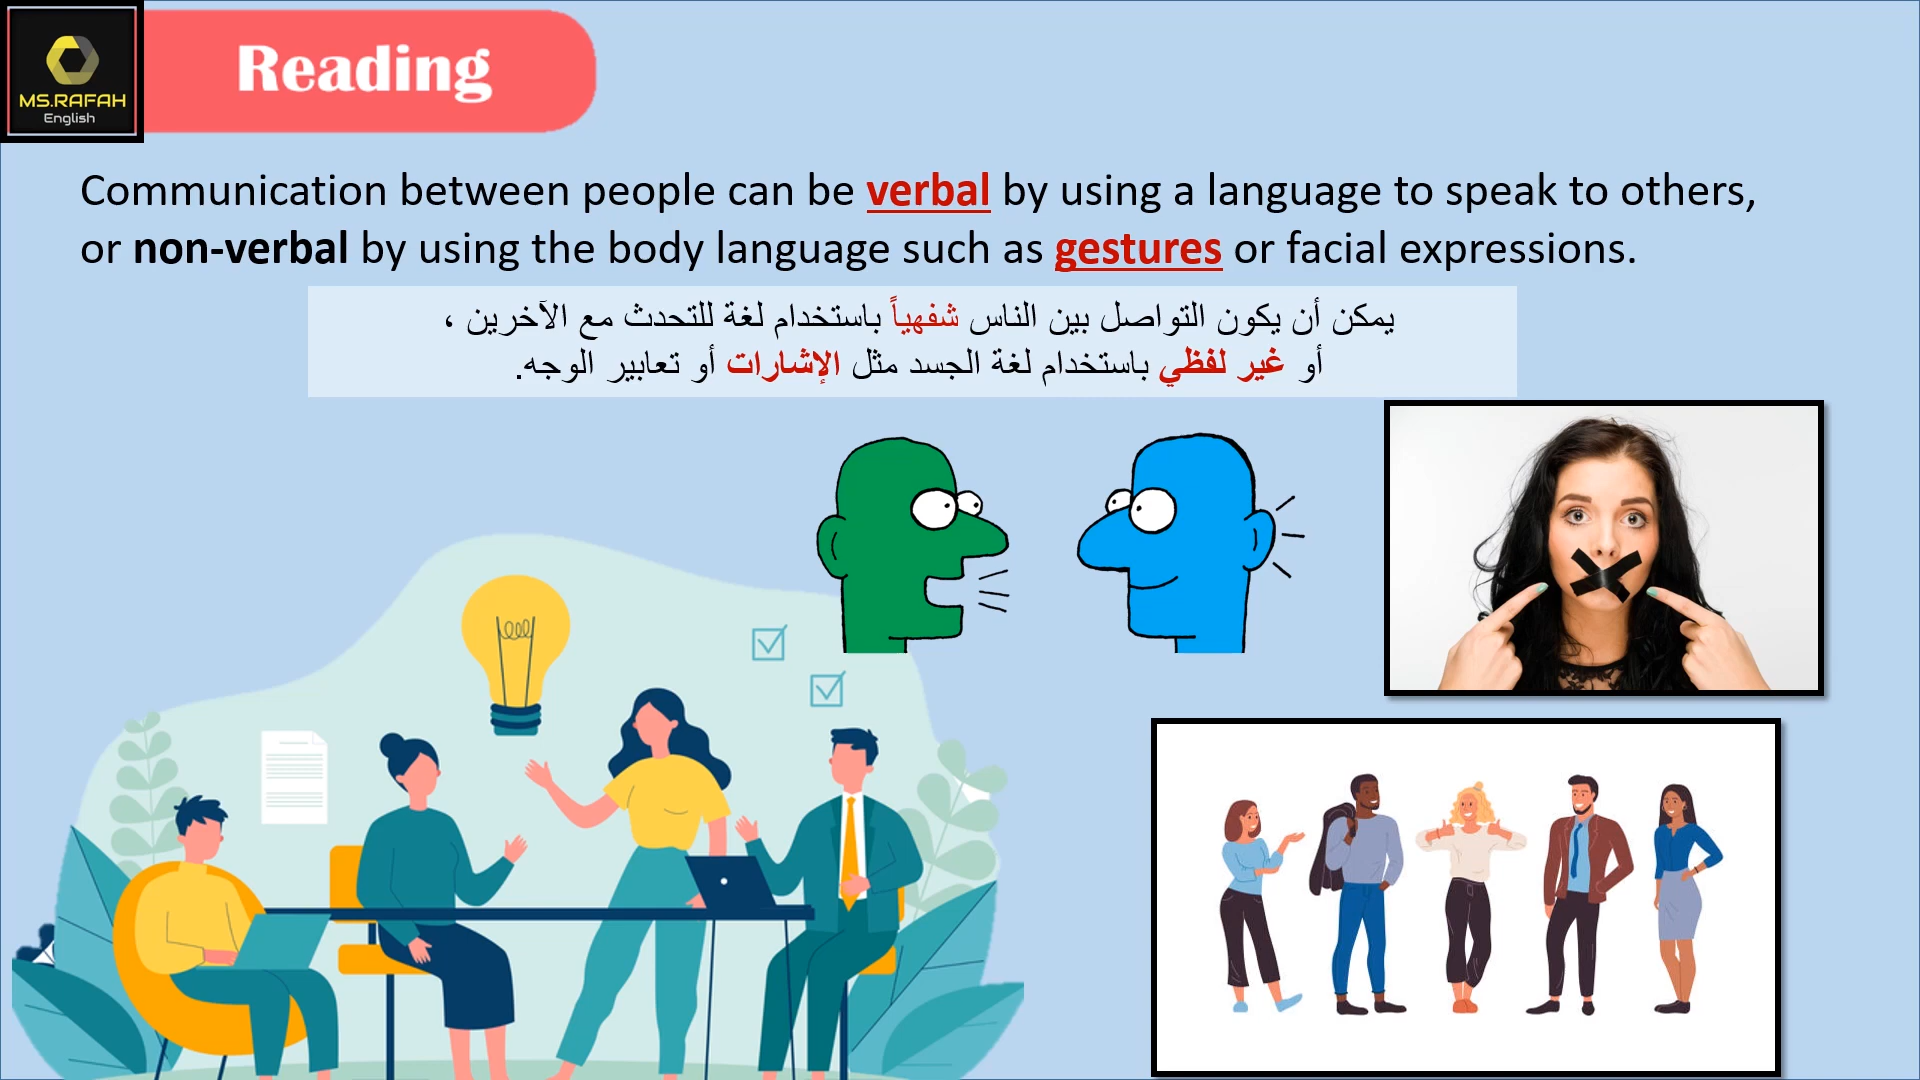 MS.RAFAH
English
Reading
Communication between people can be verbal by using a language to speak to others,
or non-verbal by using the body language such as gestures or facial expressions.
يمكن أن يكون التواصل بين الناس شفهياً باستخدام لغة للتحدث مع الآخرين ،
أو غير لفظي باستخدام لغة الجسد مثل الإشارات أو تعابير الوجه.